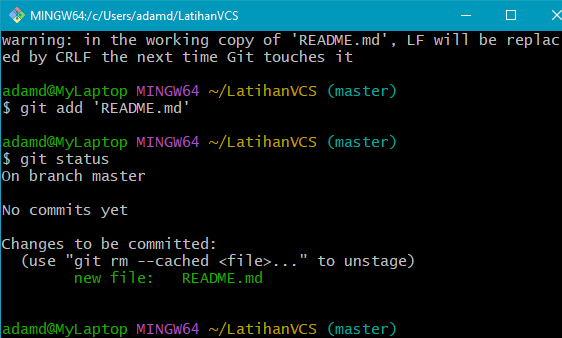 MINGW64:/c/Users/adamd/LatihanVCS
warning: in the working copy of 'README.md', LF will be replac
ed by CRLF the next time Git touches it
adamd@MyLaptop MINGW64 ~/LatihanVCS (master)
$ git add 'README.md'
adamd@MyLaptop MINGW64 ~/LatihanVCS (master)
$ git status
On branch master
No commits yet
Changes to be committed:
  (use "git rm --cached <file>..." to unstage)
        new file:   README.md
adamd@MyLaptop MINGW64 ~/LatihanVCS (master)